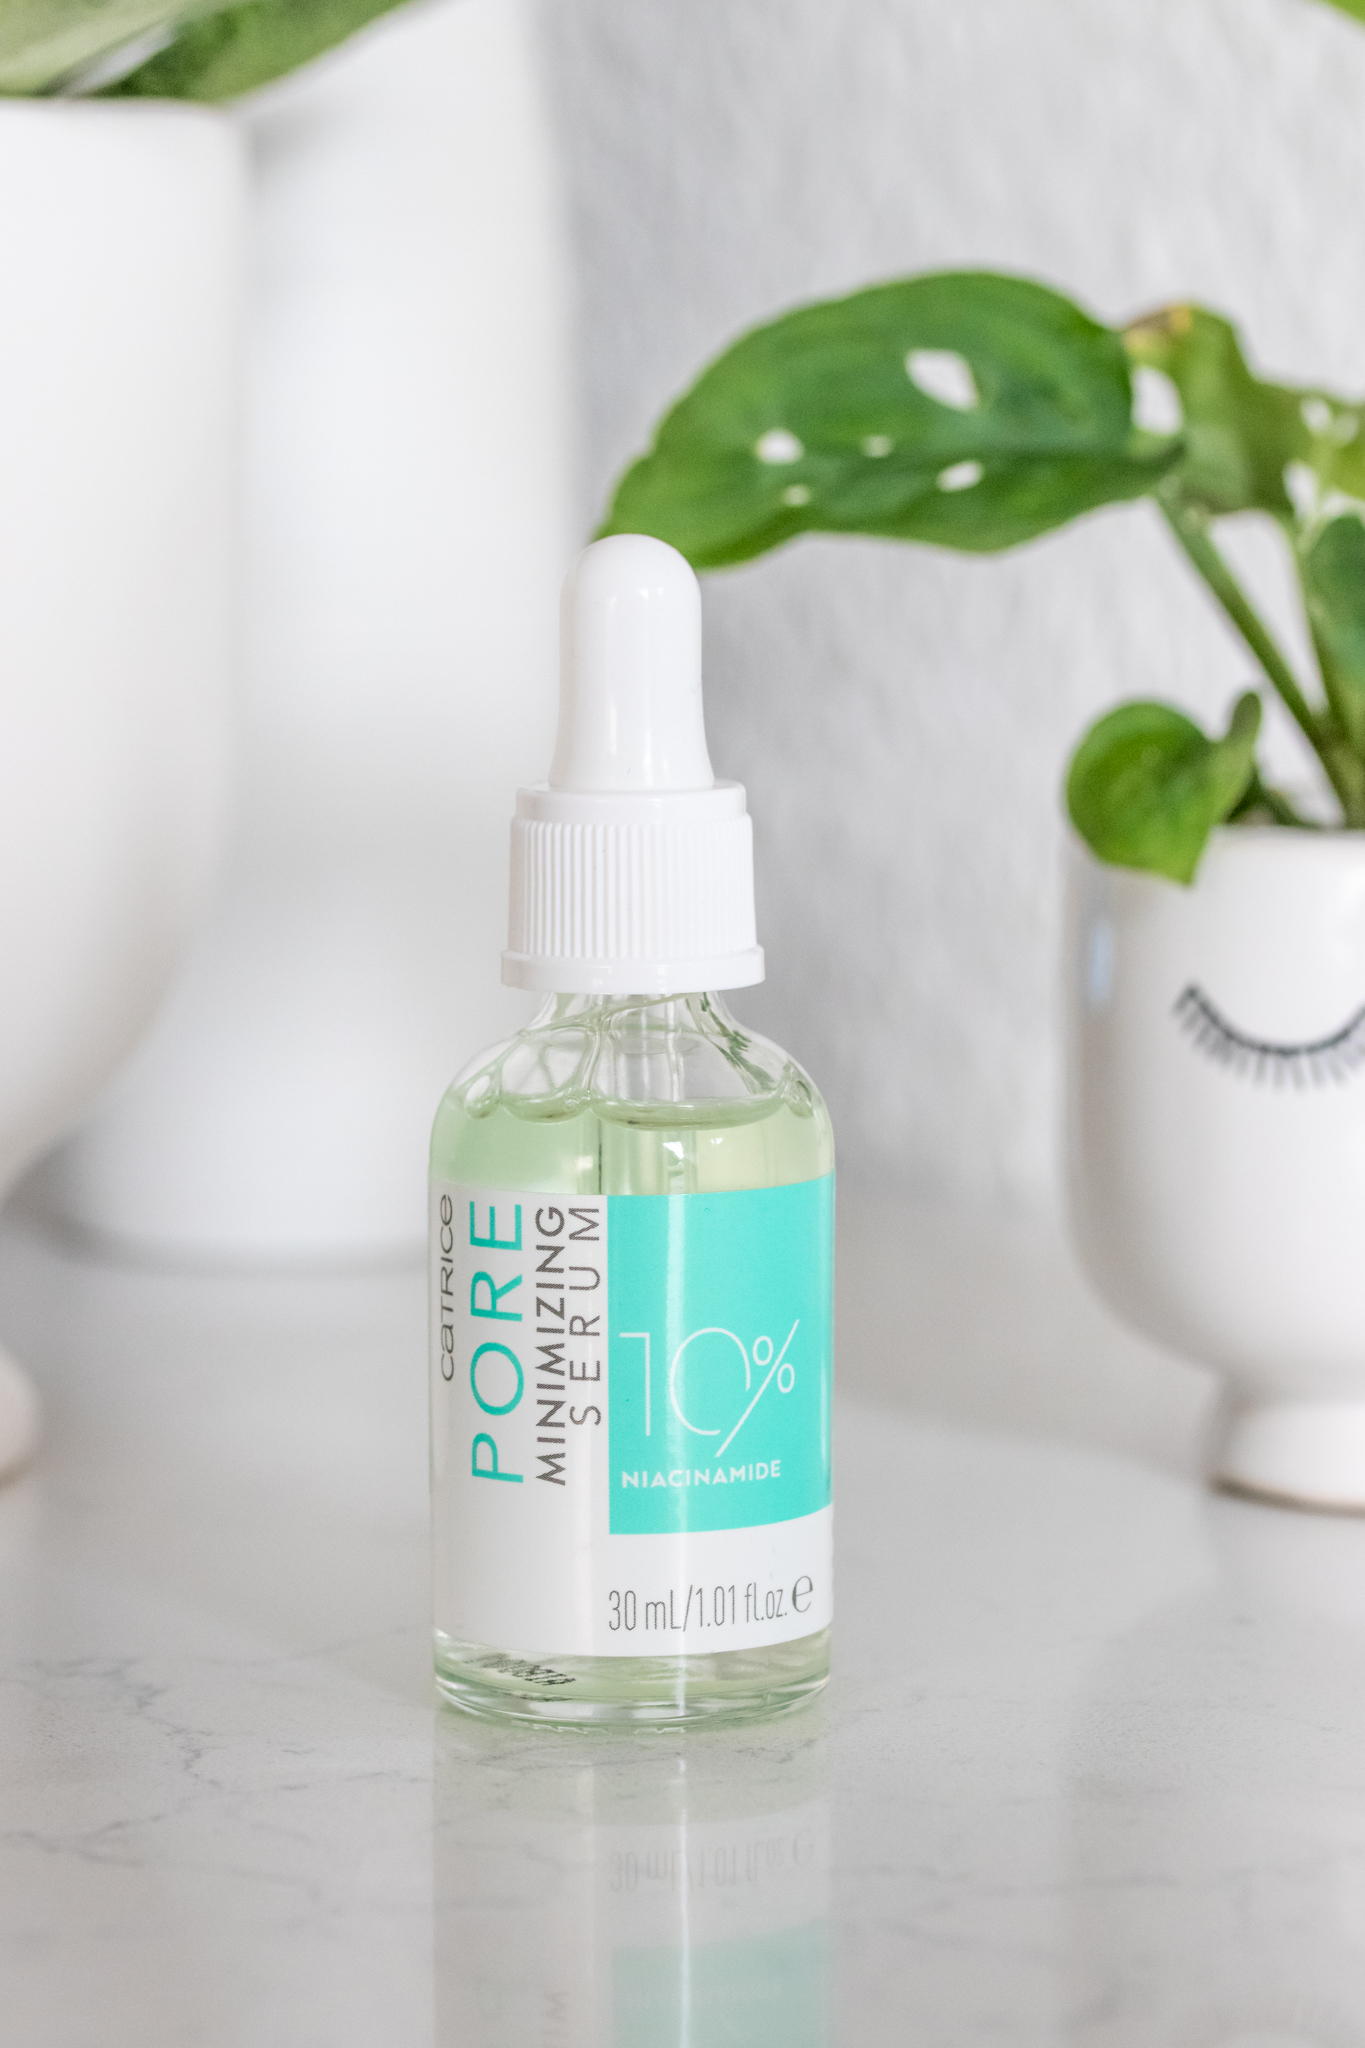 catrice
PORE
MINIMIZING
SERUM
10%
NIACINAMIDE
30 mL/1.01 fl.oz. e